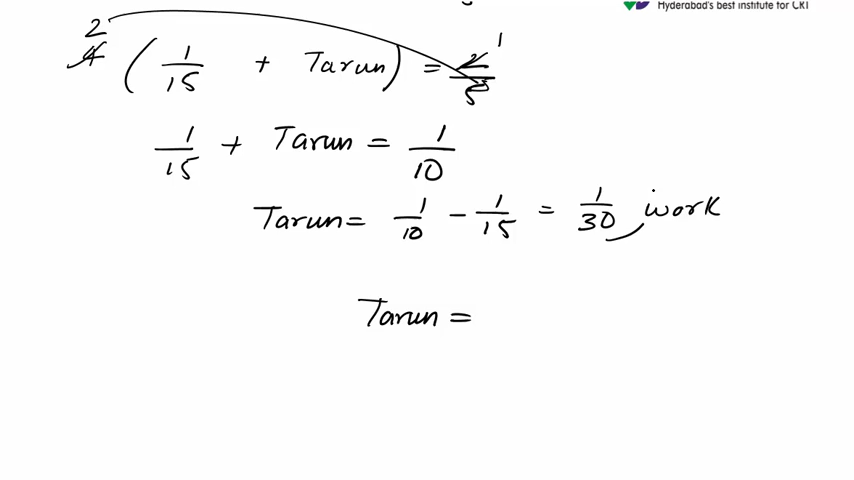 Hyderabad's best institute for CRT
2
4 ( 1/15 + Tarun ) = 2/5 1
1/15 + Tarun = 1/10
Tarun = 1/10 - 1/15 = 1/30 work
Tarun =